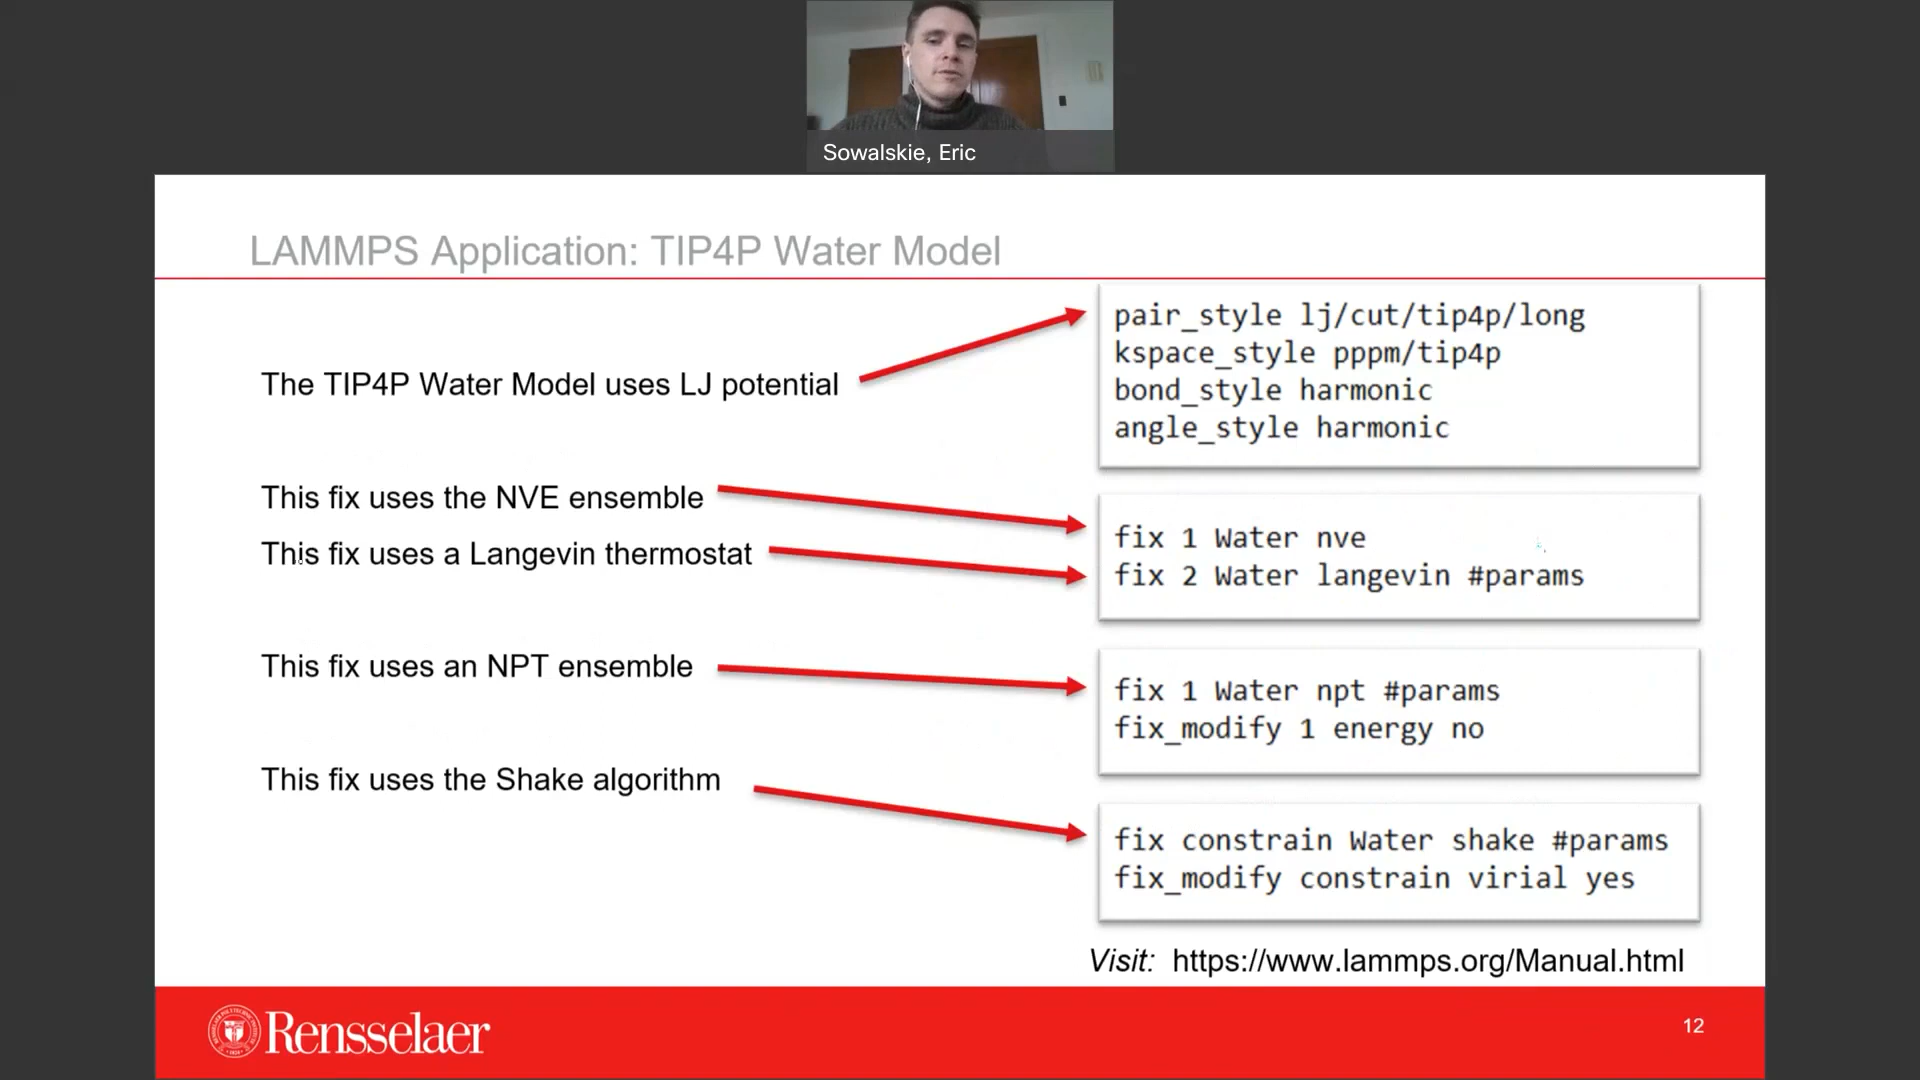 Sowalskie, Eric
LAMMPS Application: TIP4P Water Model
The TIP4P Water Model uses LJ potential
pair_style lj/cut/tip4p/long
kspace_style pppm/tip4p
bond_style harmonic
angle_style harmonic
This fix uses the NVE ensemble
This fix uses a Langevin thermostat
fix 1 Water nve
fix 2 Water langevin #params
This fix uses an NPT ensemble
fix 1 Water npt #params
fix_modify 1 energy no
This fix uses the Shake algorithm
fix constrain Water shake #params
fix_modify constrain virial yes
Visit: https://www.lammps.org/Manual.html
Rensselaer
12